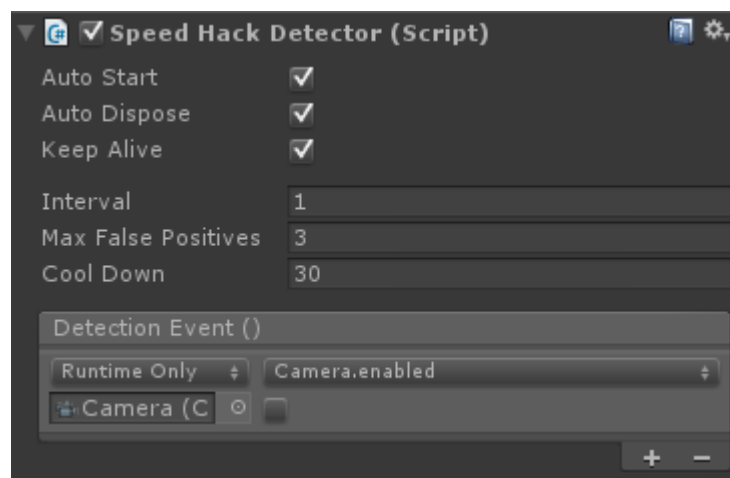 Speed Hack Detector (Script)
Auto Start
Auto Dispose
Keep Alive
Interval 1
Max False Positives 3
Cool Down 30
Detection Event ()
Runtime Only Camera.enabled
Camera (C
+ −